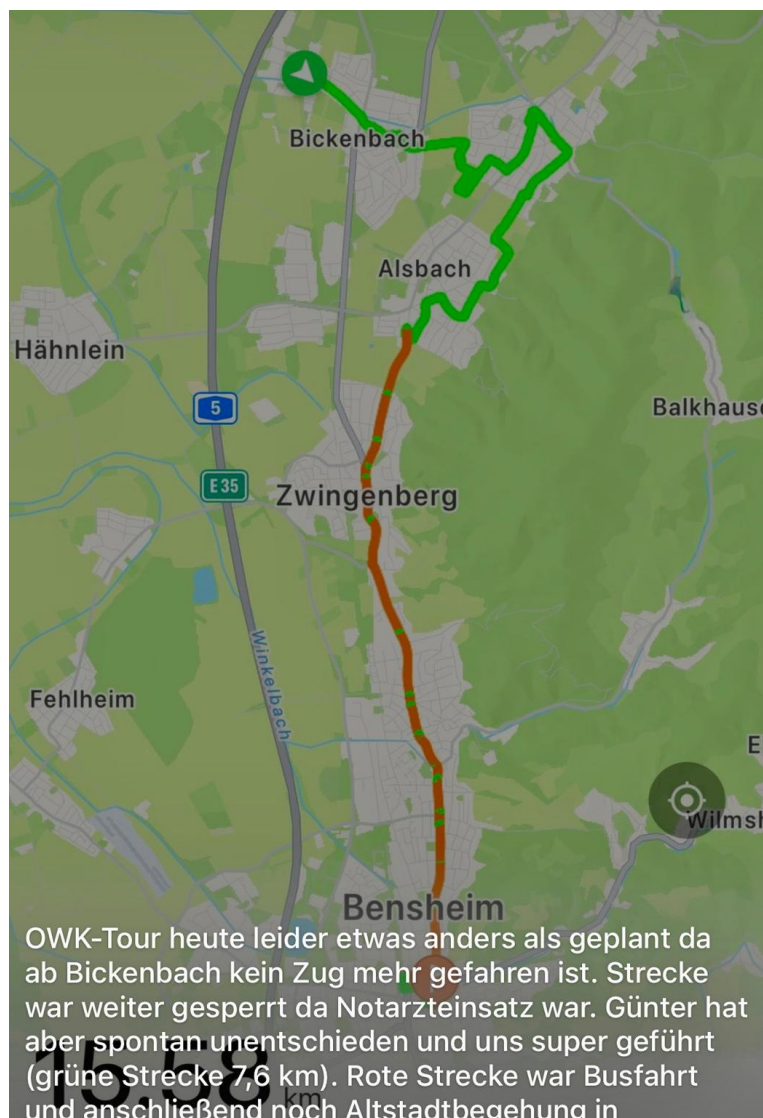 Bickenbach
Alsbach
Hähnlein
5
Balkhause
E 35
Zwingenberg
Winkelbach
Fehlheim
E
Wilmsh
Bensheim
OWK-Tour heute leider etwas anders als geplant da
ab Bickenbach kein Zug mehr gefahren ist. Strecke
war weiter gesperrt da Notarzteinsatz war. Günter hat
aber spontan unentschieden und uns super geführt
(grüne Strecke 7,6 km). Rote Strecke war Busfahrt
und anschließend noch Altstadtbegehung in
15.58 km